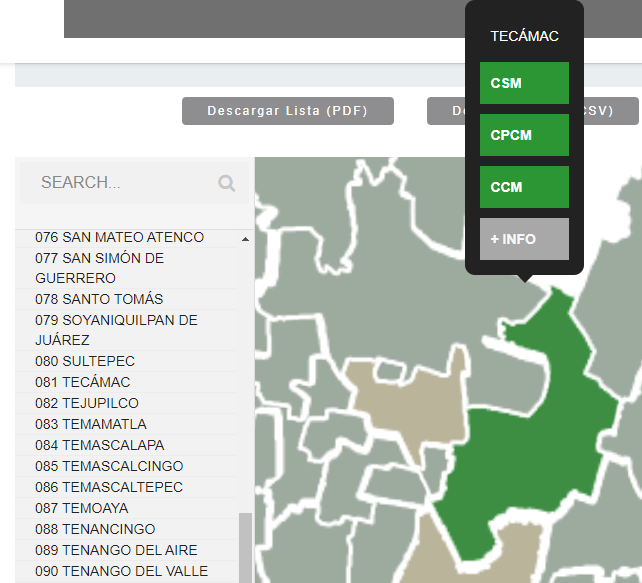 TECÁMAC
CSM
CPCM
CCM
+ INFO
Descargar Lista (PDF)
CSV)
SEARCH...
076 SAN MATEO ATENCO
077 SAN SIMÓN DE
GUERRERO
078 SANTO TOMÁS
079 SOYANIQUILPAN DE
JUÁREZ
080 SULTEPEC
081 TECÁMAC
082 TEJUPILCO
083 TEMAMATLA
084 TEMASCALAPA
085 TEMASCALCINGO
086 TEMASCALTEPEC
087 TEMOAYA
088 TENANCINGO
089 TENANGO DEL AIRE
090 TENANGO DEL VALLE